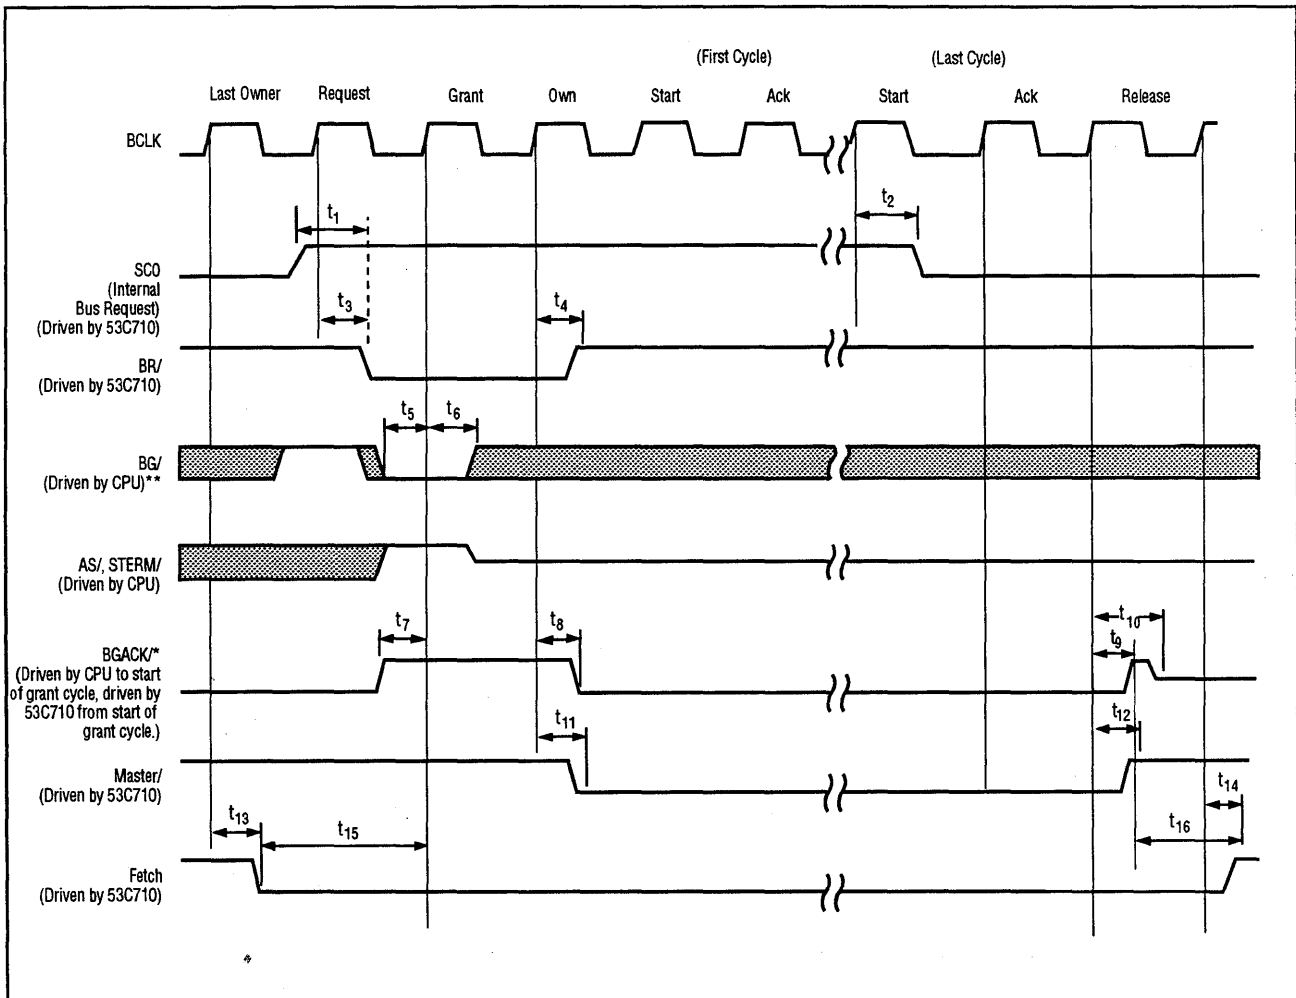 (First Cycle) (Last Cycle)
Last Owner Request Grant Own Start Ack Start Ack Release
BCLK
t1 t2
SC0
(Internal
Bus Request)
(Driven by 53C710)
t3 t4
BR/
(Driven by 53C710)
t5 t6
BG/
(Driven by CPU)**
AS/, STERM/
(Driven by CPU)
t7 t8 t10
t9
BGACK/*
(Driven by CPU to start
of grant cycle, driven by
53C710 from start of
grant cycle.)
t11 t12
Master/
(Driven by 53C710)
t13 t15 t16 t14
Fetch
(Driven by 53C710)